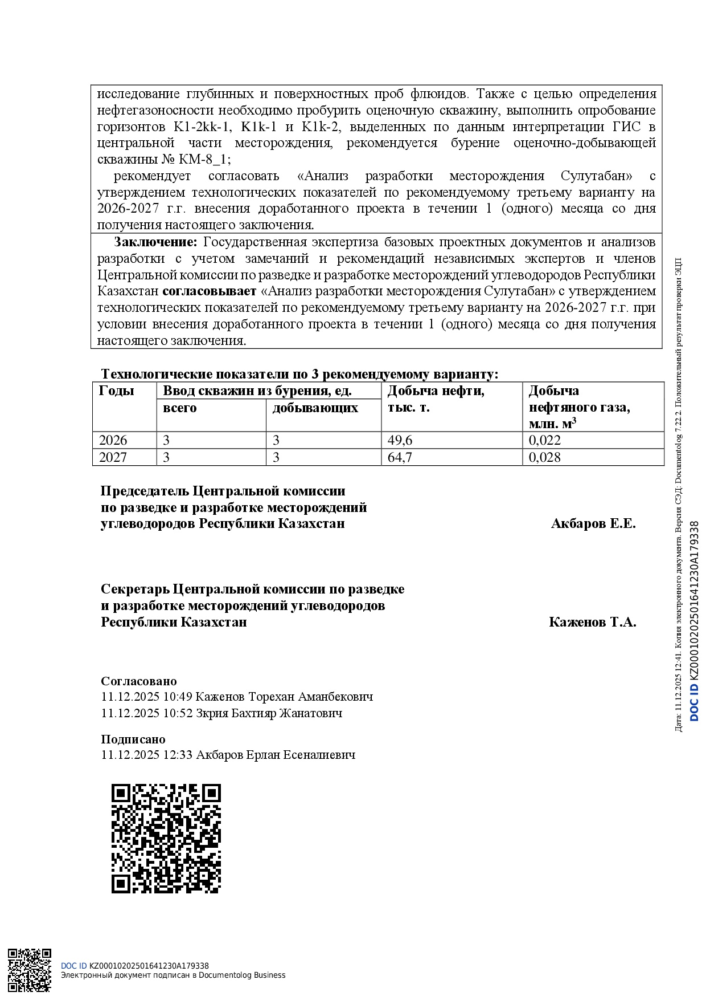 исследование глубинных и поверхностных проб флюидов. Также с целью определения
нефтегазоносности необходимо пробурить оценочную скважину, выполнить опробование
горизонтов K1-2kk-1, K1k-1 и K1k-2, выделенных по данным интерпретации ГИС в
центральной части месторождения, рекомендуется бурение оценочно-добывающей
скважины № КМ-8_1;
рекомендует согласовать «Анализ разработки месторождения Сулутабан» с
утверждением технологических показателей по рекомендуемому третьему варианту на
2026-2027 г.г. внесения доработанного проекта в течении 1 (одного) месяца со дня
получения настоящего заключения.
Заключение: Государственная экспертиза базовых проектных документов и анализов
разработки с учетом замечаний и рекомендаций независимых экспертов и членов
Центральной комиссии по разведке и разработке месторождений углеводородов Республики
Казахстан согласовывает «Анализ разработки месторождения Сулутабан» с утверждением
технологических показателей по рекомендуемому третьему варианту на 2026-2027 г.г. при
условии внесения доработанного проекта в течении 1 (одного) месяца со дня получения
настоящего заключения.
Технологические показатели по 3 рекомендуемому варианту:
Годы Ввод скважин из бурения, ед. Добыча нефти, Добыча
всего добывающих тыс. т. нефтяного газа,
млн. м³
2026 3 3 49,6 0,022
2027 3 3 64,7 0,028
Председатель Центральной комиссии
по разведке и разработке месторождений
углеводородов Республики Казахстан Акбаров Е.Е.
Секретарь Центральной комиссии по разведке
и разработке месторождений углеводородов
Республики Казахстан Каженов Т.А.
Согласовано
11.12.2025 10:49 Каженов Торехан Аманбекович
11.12.2025 10:52 Зкрия Бахтияр Жанатович
Подписано
11.12.2025 12:33 Акбаров Ерлан Есеналиевич
Дата: 11.12.2025 12:41. Копия электронного документа. Версия СЭД: Documentolog 7.22.2. Положительный результат проверки ЭЦП
DOC ID KZ00010202501641230A179338
DOC ID KZ00010202501641230A179338
Электронный документ подписан в Documentolog Business